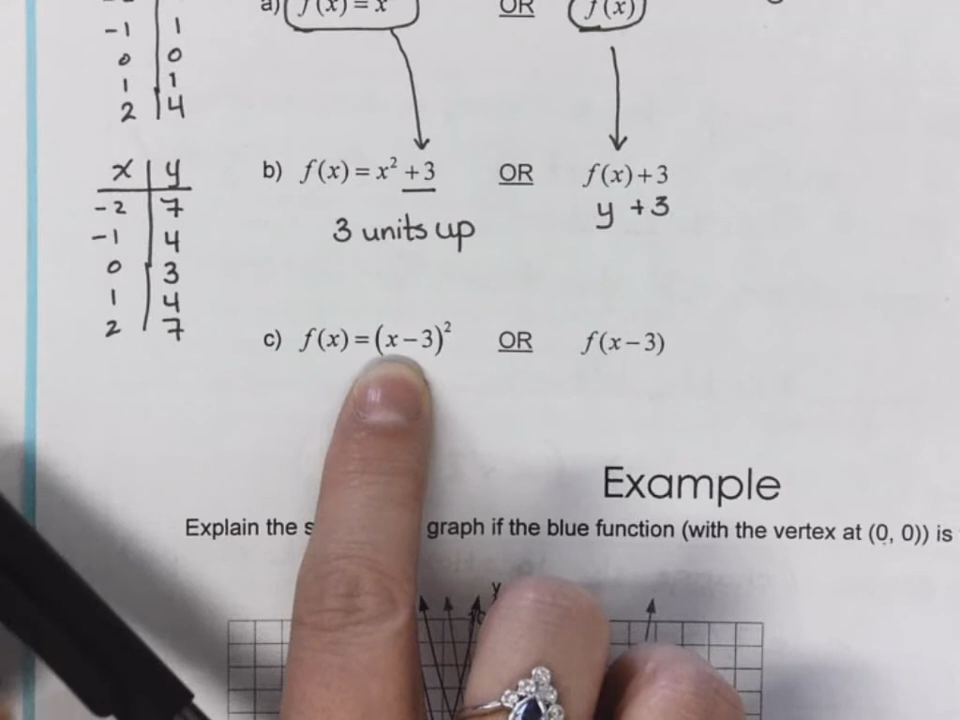 a) f(x) = x OR f(x)
-1 | 1
0 | 0
1 | 1
2 | 4
x | y
-2 | 7
-1 | 4
0 | 3
1 | 4
2 | 7
b) f(x) = x² + 3 OR f(x) + 3
3 units up y + 3
c) f(x) = (x − 3)² OR f(x − 3)
Example
Explain the graph if the blue function (with the vertex at (0, 0)) is
y